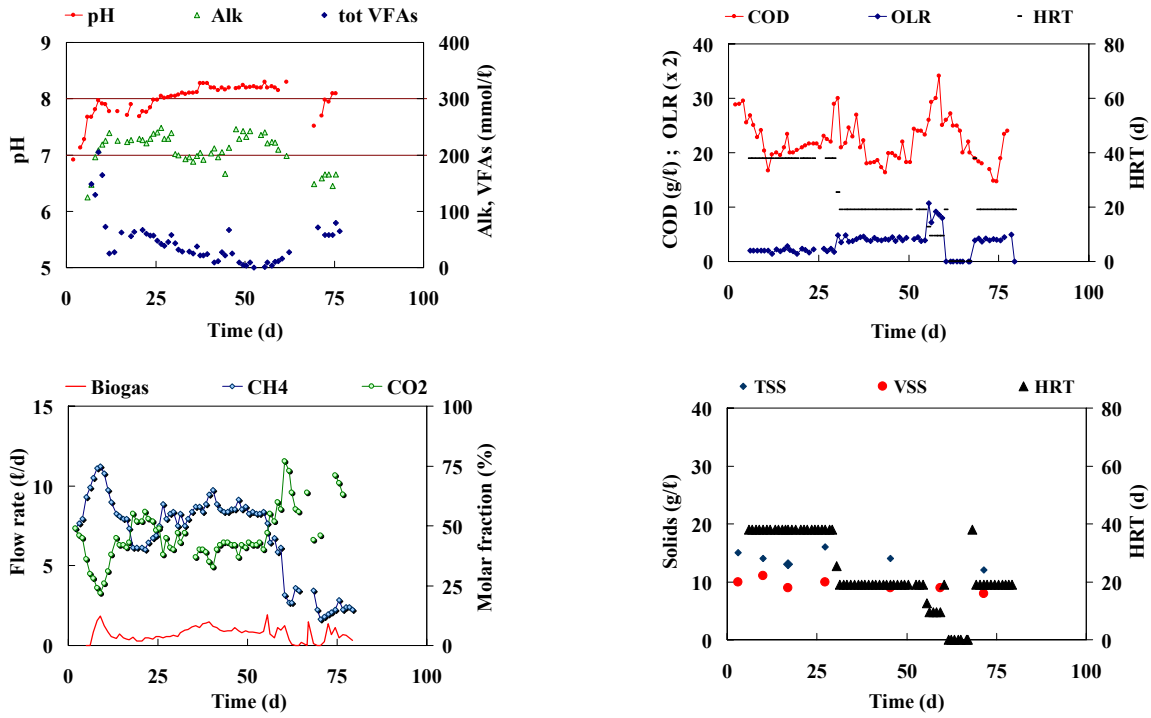 pH Alk tot VFAs
9 8 7 6 5
pH
400 300 200 100 0
Alk, VFAs (mmol/ℓ)
0 25 50 75 100
Time (d)
COD OLR HRT
40 30 20 10 0
COD (g/ℓ) ; OLR (x 2)
80 60 40 20 0
HRT (d)
0 25 50 75 100
Time (d)
Biogas CH4 CO2
15 10 5 0
Flow rate (ℓ/d)
100 75 50 25 0
Molar fraction (%)
0 25 50 75 100
Time (d)
TSS VSS HRT
40 30 20 10 0
Solids (g/ℓ)
80 60 40 20 0
HRT (d)
0 25 50 75 100
Time (d)